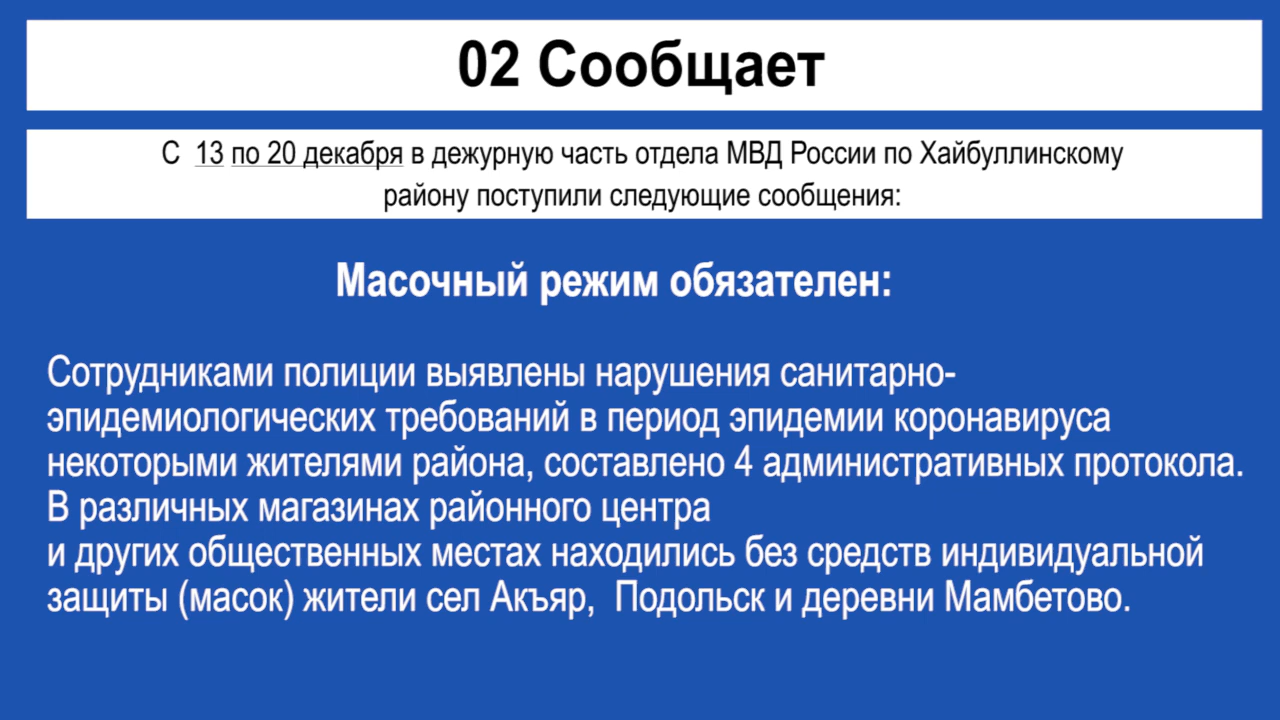 02 Сообщает
С 13 по 20 декабря в дежурную часть отдела МВД России по Хайбуллинскому
району поступили следующие сообщения:
Масочный режим обязателен:
Сотрудниками полиции выявлены нарушения санитарно-
эпидемиологических требований в период эпидемии коронавируса
некоторыми жителями района, составлено 4 административных протокола.
В различных магазинах районного центра
и других общественных местах находились без средств индивидуальной
защиты (масок) жители сел Акъяр, Подольск и деревни Мамбетово.